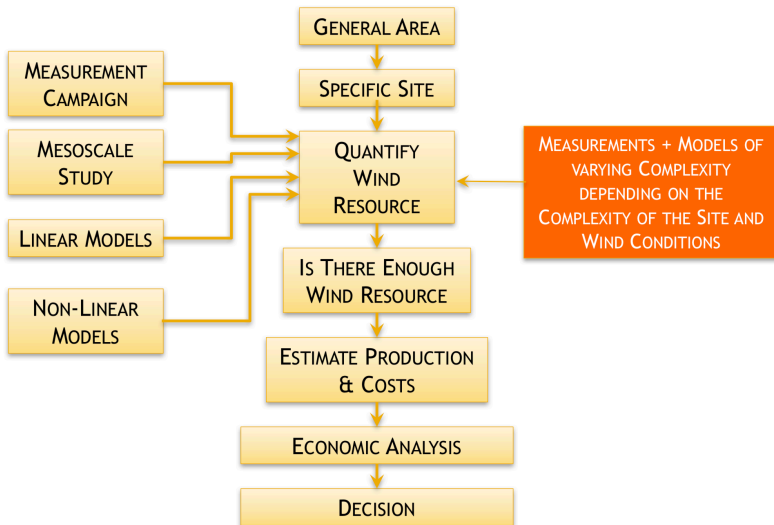 GENERAL AREA
MEASUREMENT
CAMPAIGN
SPECIFIC SITE
MESOSCALE
STUDY
QUANTIFY
WIND
RESOURCE
MEASUREMENTS + MODELS OF
VARYING COMPLEXITY
DEPENDING ON THE
COMPLEXITY OF THE SITE AND
WIND CONDITIONS
LINEAR MODELS
IS THERE ENOUGH
WIND RESOURCE
NON-LINEAR
MODELS
ESTIMATE PRODUCTION
& COSTS
ECONOMIC ANALYSIS
DECISION